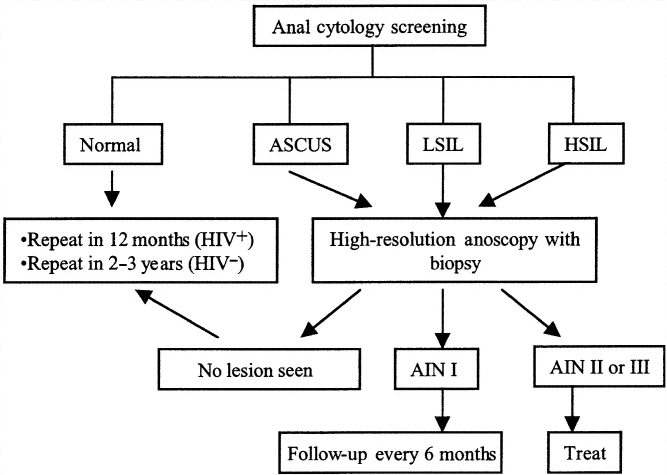 Anal cytology screening
Normal
ASCUS
LSIL
HSIL
•Repeat in 12 months (HIV+)
•Repeat in 2–3 years (HIV−)
High-resolution anoscopy with
biopsy
No lesion seen
AIN I
AIN II or III
Follow-up every 6 months
Treat